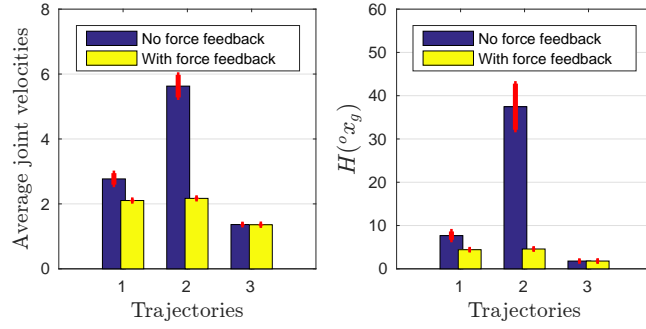 Average joint velocities
8
6
4
2
0
No force feedback
With force feedback
1 2 3
Trajectories
H(ᵒx_g)
60
50
40
30
20
10
0
No force feedback
With force feedback
1 2 3
Trajectories